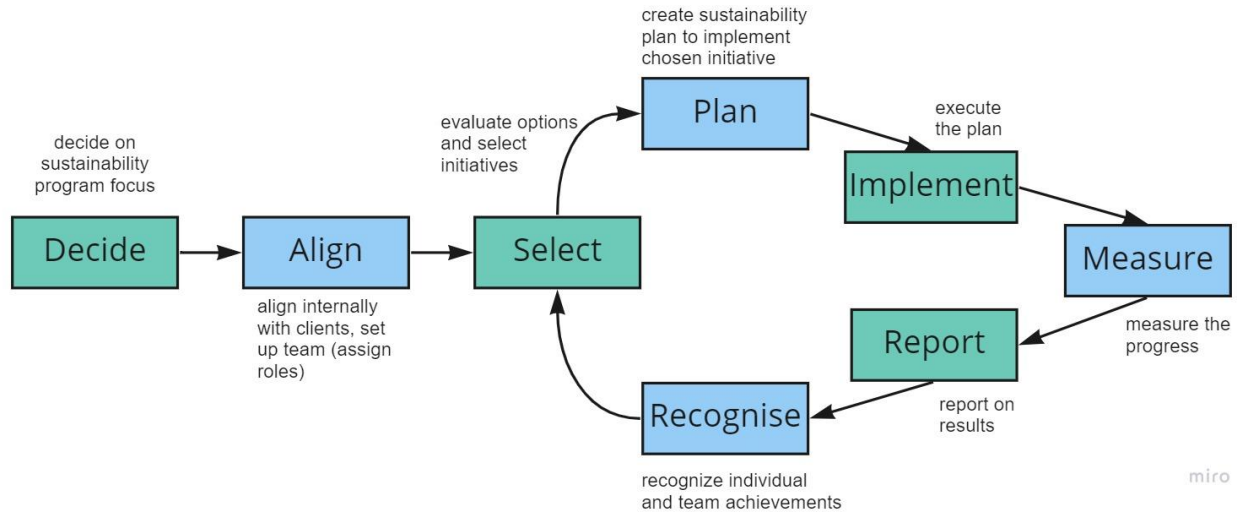 decide on
sustainability
program focus
Decide
Align
align internally
with clients, set
up team (assign
roles)
evaluate options
and select
initiatives
Select
create sustainability
plan to implement
chosen initiative
Plan
execute
the plan
Implement
Measure
measure the
progress
Report
report on
results
Recognise
recognize individual
and team achievements
miro